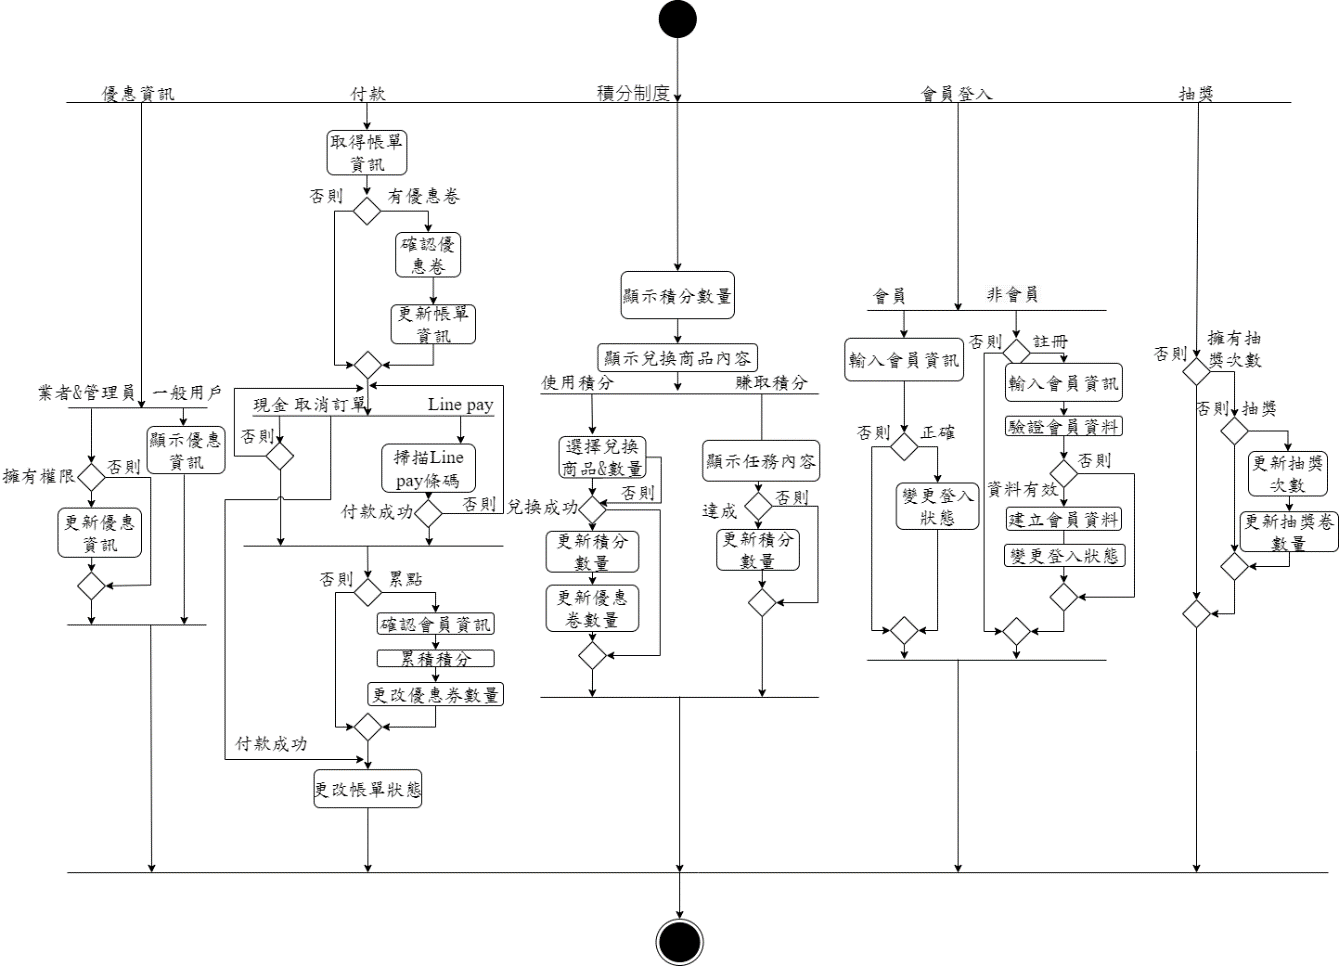 優惠資訊
付款
積分制度
會員登入
抽獎
取得帳單
資訊
否則
有優惠卷
確認優
惠卷
更新帳單
資訊
業者&管理員
一般用戶
顯示優惠
資訊
擁有權限
否則
更新優惠
資訊
現金
取消訂單
Line pay
否則
掃描Line
pay條碼
付款成功
否則
否則
累點
確認會員資訊
累積積分
更改優惠券數量
付款成功
更改帳單狀態
顯示積分數量
顯示兌換商品內容
使用積分
賺取積分
選擇兌換
商品&數量
否則
兌換成功
更新積分
數量
更新優惠
卷數量
顯示任務內容
達成
否則
更新積分
數量
會員
非會員
輸入會員資訊
否則
正確
變更登入
狀態
否則
註冊
輸入會員資訊
驗證會員資料
否則
資料有效
建立會員資料
變更登入狀態
擁有抽
獎次數
否則
否則
抽獎
更新抽獎
次數
更新抽獎卷
數量